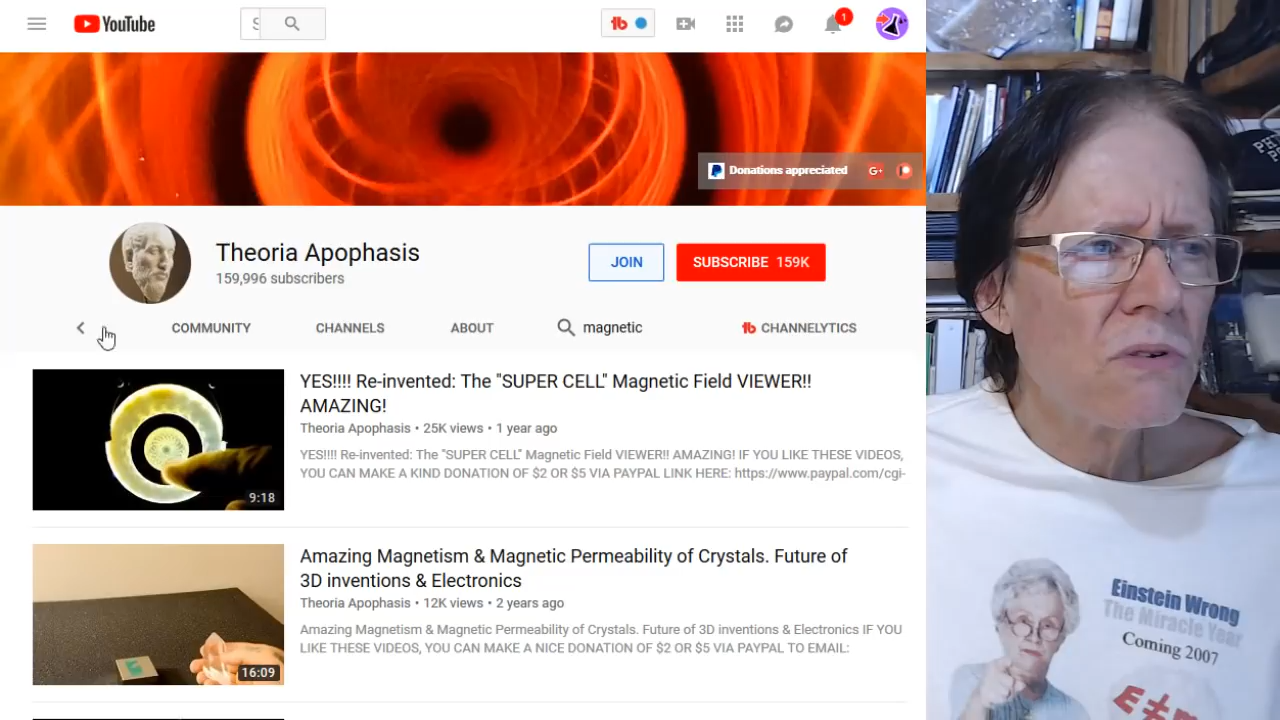 YouTube
S
1
Donations appreciated
G+
Theoria Apophasis
159,996 subscribers
JOIN
SUBSCRIBE 159K
COMMUNITY
CHANNELS
ABOUT
magnetic
tb CHANNELYTICS
YES!!!! Re-invented: The "SUPER CELL" Magnetic Field VIEWER!!
AMAZING!
Theoria Apophasis • 25K views • 1 year ago
YES!!!! Re-invented: The "SUPER CELL" Magnetic Field VIEWER!! AMAZING! IF YOU LIKE THESE VIDEOS,
YOU CAN MAKE A KIND DONATION OF $2 OR $5 VIA PAYPAL LINK HERE: https://www.paypal.com/cgi-
9:18
Amazing Magnetism & Magnetic Permeability of Crystals. Future of
3D inventions & Electronics
Theoria Apophasis • 12K views • 2 years ago
Amazing Magnetism & Magnetic Permeability of Crystals. Future of 3D inventions & Electronics IF YOU
LIKE THESE VIDEOS, YOU CAN MAKE A NICE DONATION OF $2 OR $5 VIA PAYPAL TO EMAIL:
16:09
Einstein Wrong
The Miracle Year
Coming 2007
E≠m